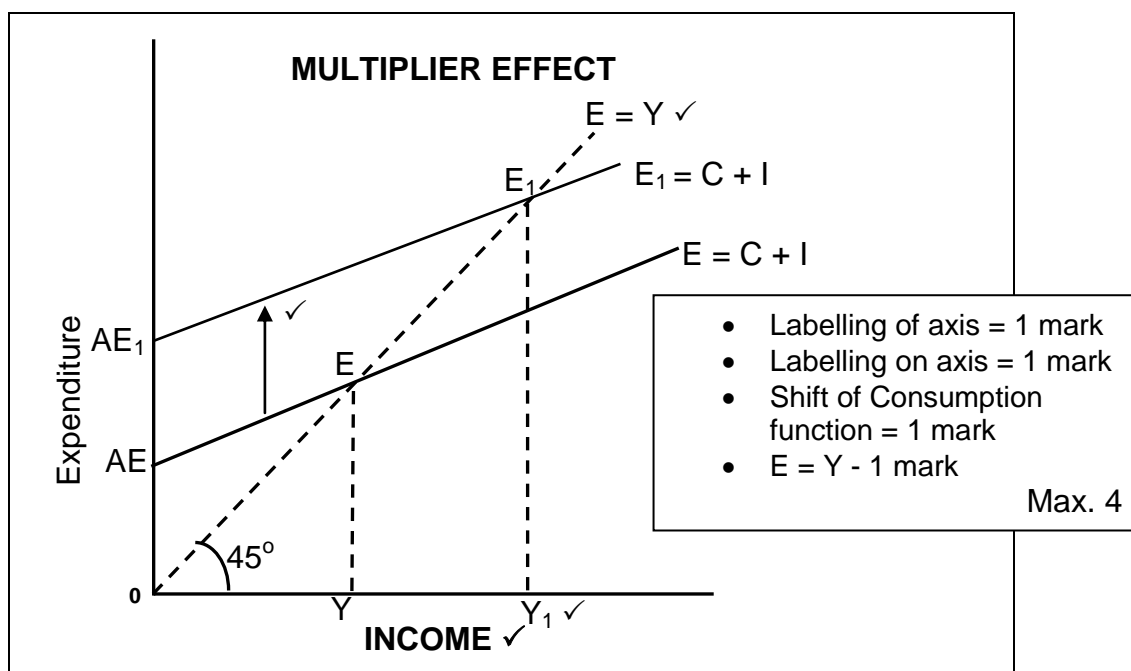 MULTIPLIER EFFECT
E = Y ✓
E₁ = C + I
E₁
E = C + I
✓
AE₁
E
Expenditure
AE
45°
0
Y
Y₁ ✓
INCOME ✓
• Labelling of axis = 1 mark
• Labelling on axis = 1 mark
• Shift of Consumption
function = 1 mark
• E = Y - 1 mark
Max. 4